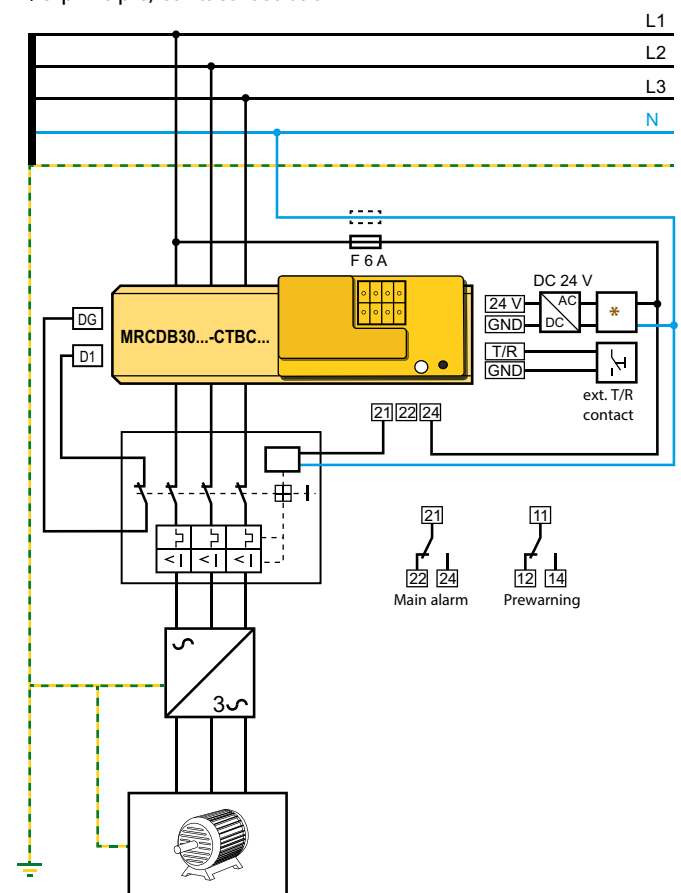 L1
L2
L3
N
F 6 A
DC 24 V
24 V
AC
DC
*
GND
DG
MRCDB30...-CTBC...
D1
T/R
GND
ext. T/R
contact
21 22 24
< I < I < I
21
22 24
Main alarm
11
12 14
Prewarning
3